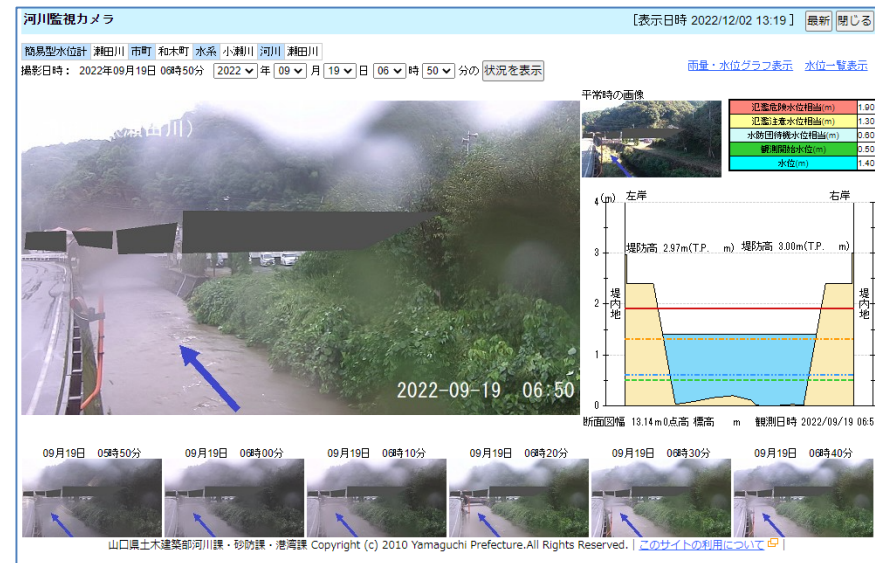 河川監視カメラ
[表示日時 2022/12/02 13:19 ] 最新 閉じる
簡易型水位計 瀬田川 市町 和木町 水系 小瀬川 河川 瀬田川
撮影日時： 2022年09月19日 06時50分 2022 年 09 月 19 日 06 時 50 分の 状況を表示
雨量・水位グラフ表示 水位一覧表示
平常時の画像
氾濫危険水位相当(m) 1.90
氾濫注意水位相当(m) 1.30
水防団待機水位相当(m) 0.60
観測開始水位(m) 0.50
水位(m) 1.40
瀬田川）
2022-09-19 06:50
4 (m) 左岸 右岸
3
堤防高 2.97m(T.P. m) 堤防高 3.00m(T.P. m)
2
堤内地
堤内地
1
0
断面図幅 13.14m 0点高 標高 m 観測日時 2022/09/19 06:5
09月19日 05時50分
09月19日 06時00分
09月19日 06時10分
09月19日 06時20分
09月19日 06時30分
09月19日 06時40分
山口県土木建築部河川課・砂防課・港湾課 Copyright (c) 2010 Yamaguchi Prefecture.All Rights Reserved. | このサイトの利用について |